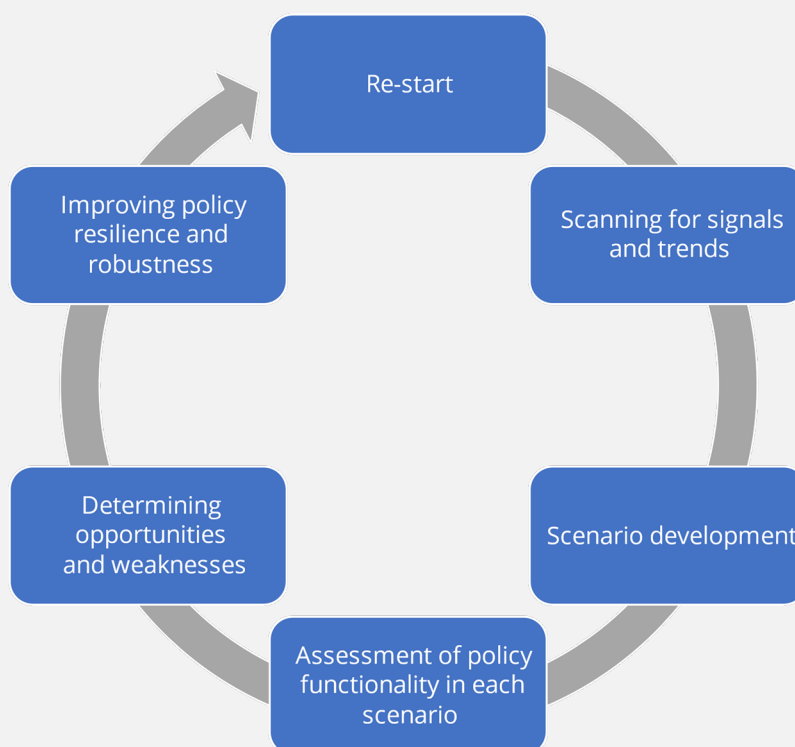 Re-start
Scanning for signals
and trends
Scenario development
Assessment of policy
functionality in each
scenario
Determining
opportunities
and weaknesses
Improving policy
resilience and
robustness